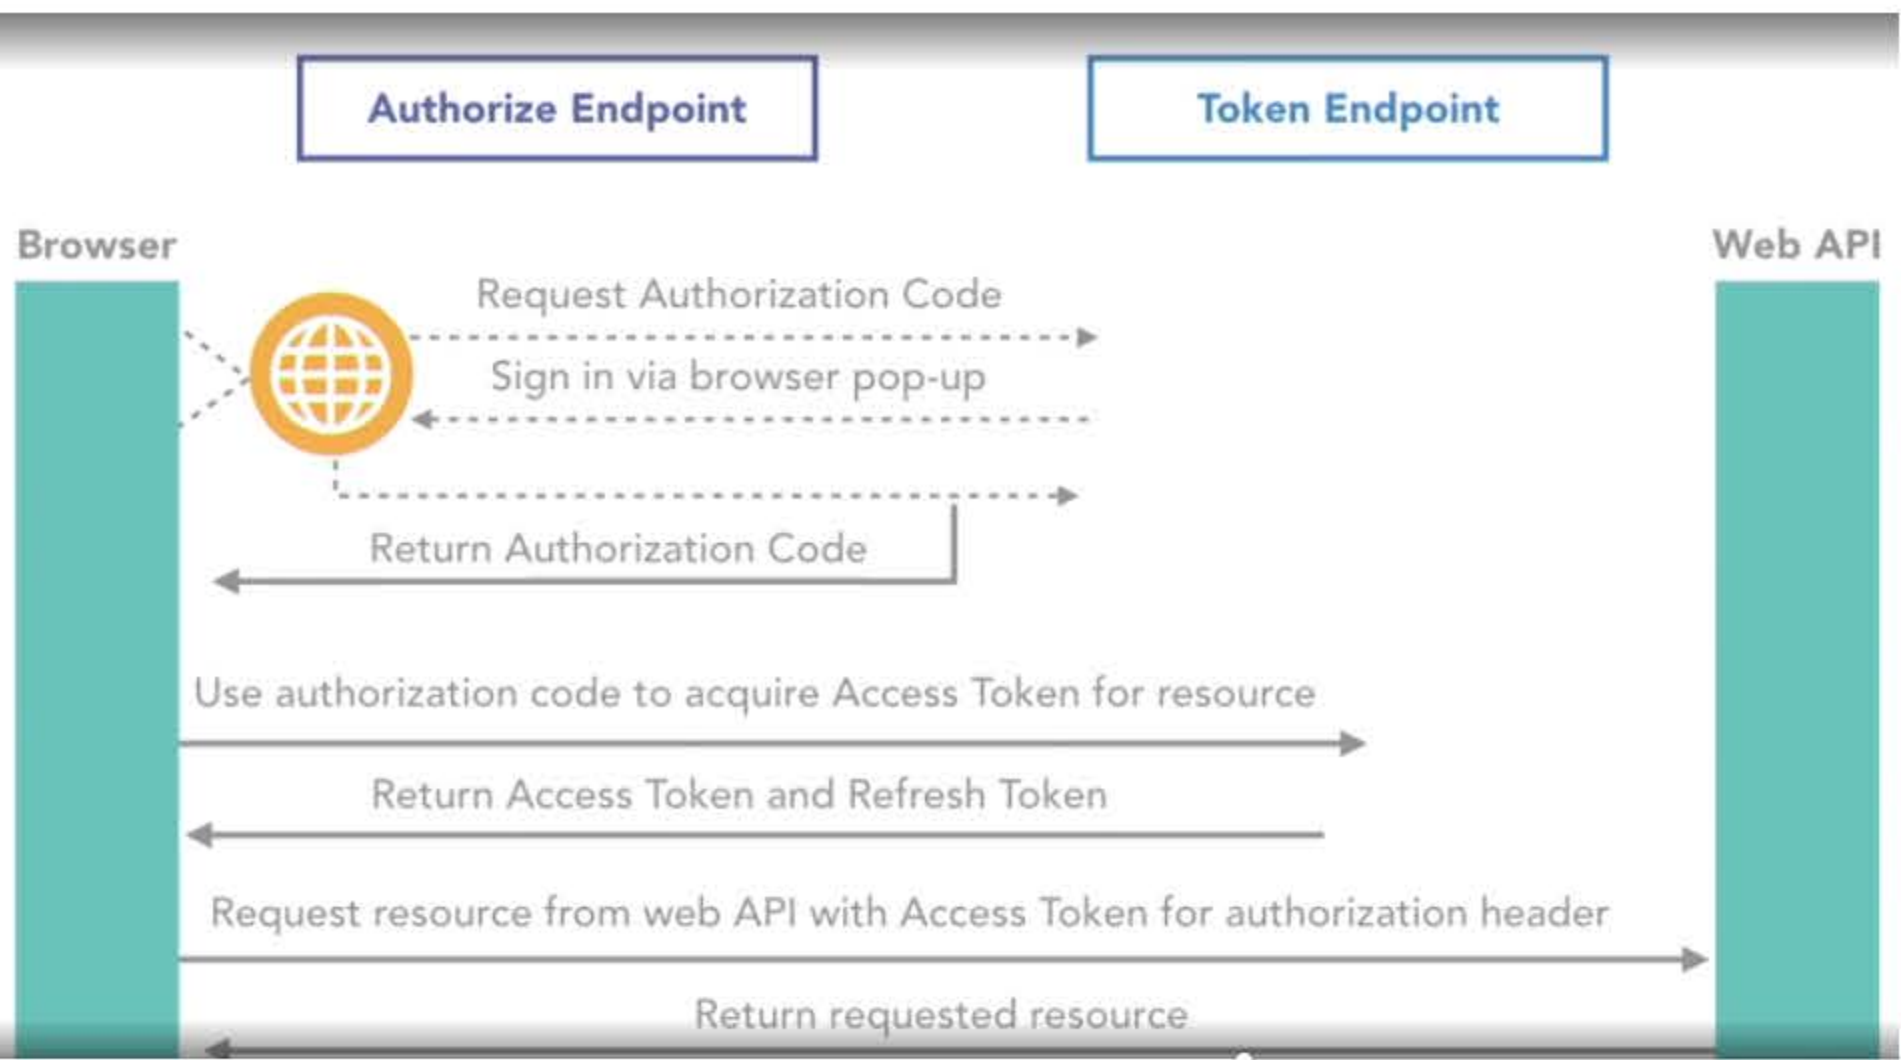 Authorize Endpoint
Token Endpoint
Browser
Web API
Request Authorization Code
Sign in via browser pop-up
Return Authorization Code
Use authorization code to acquire Access Token for resource
Return Access Token and Refresh Token
Request resource from web API with Access Token for authorization header
Return requested resource